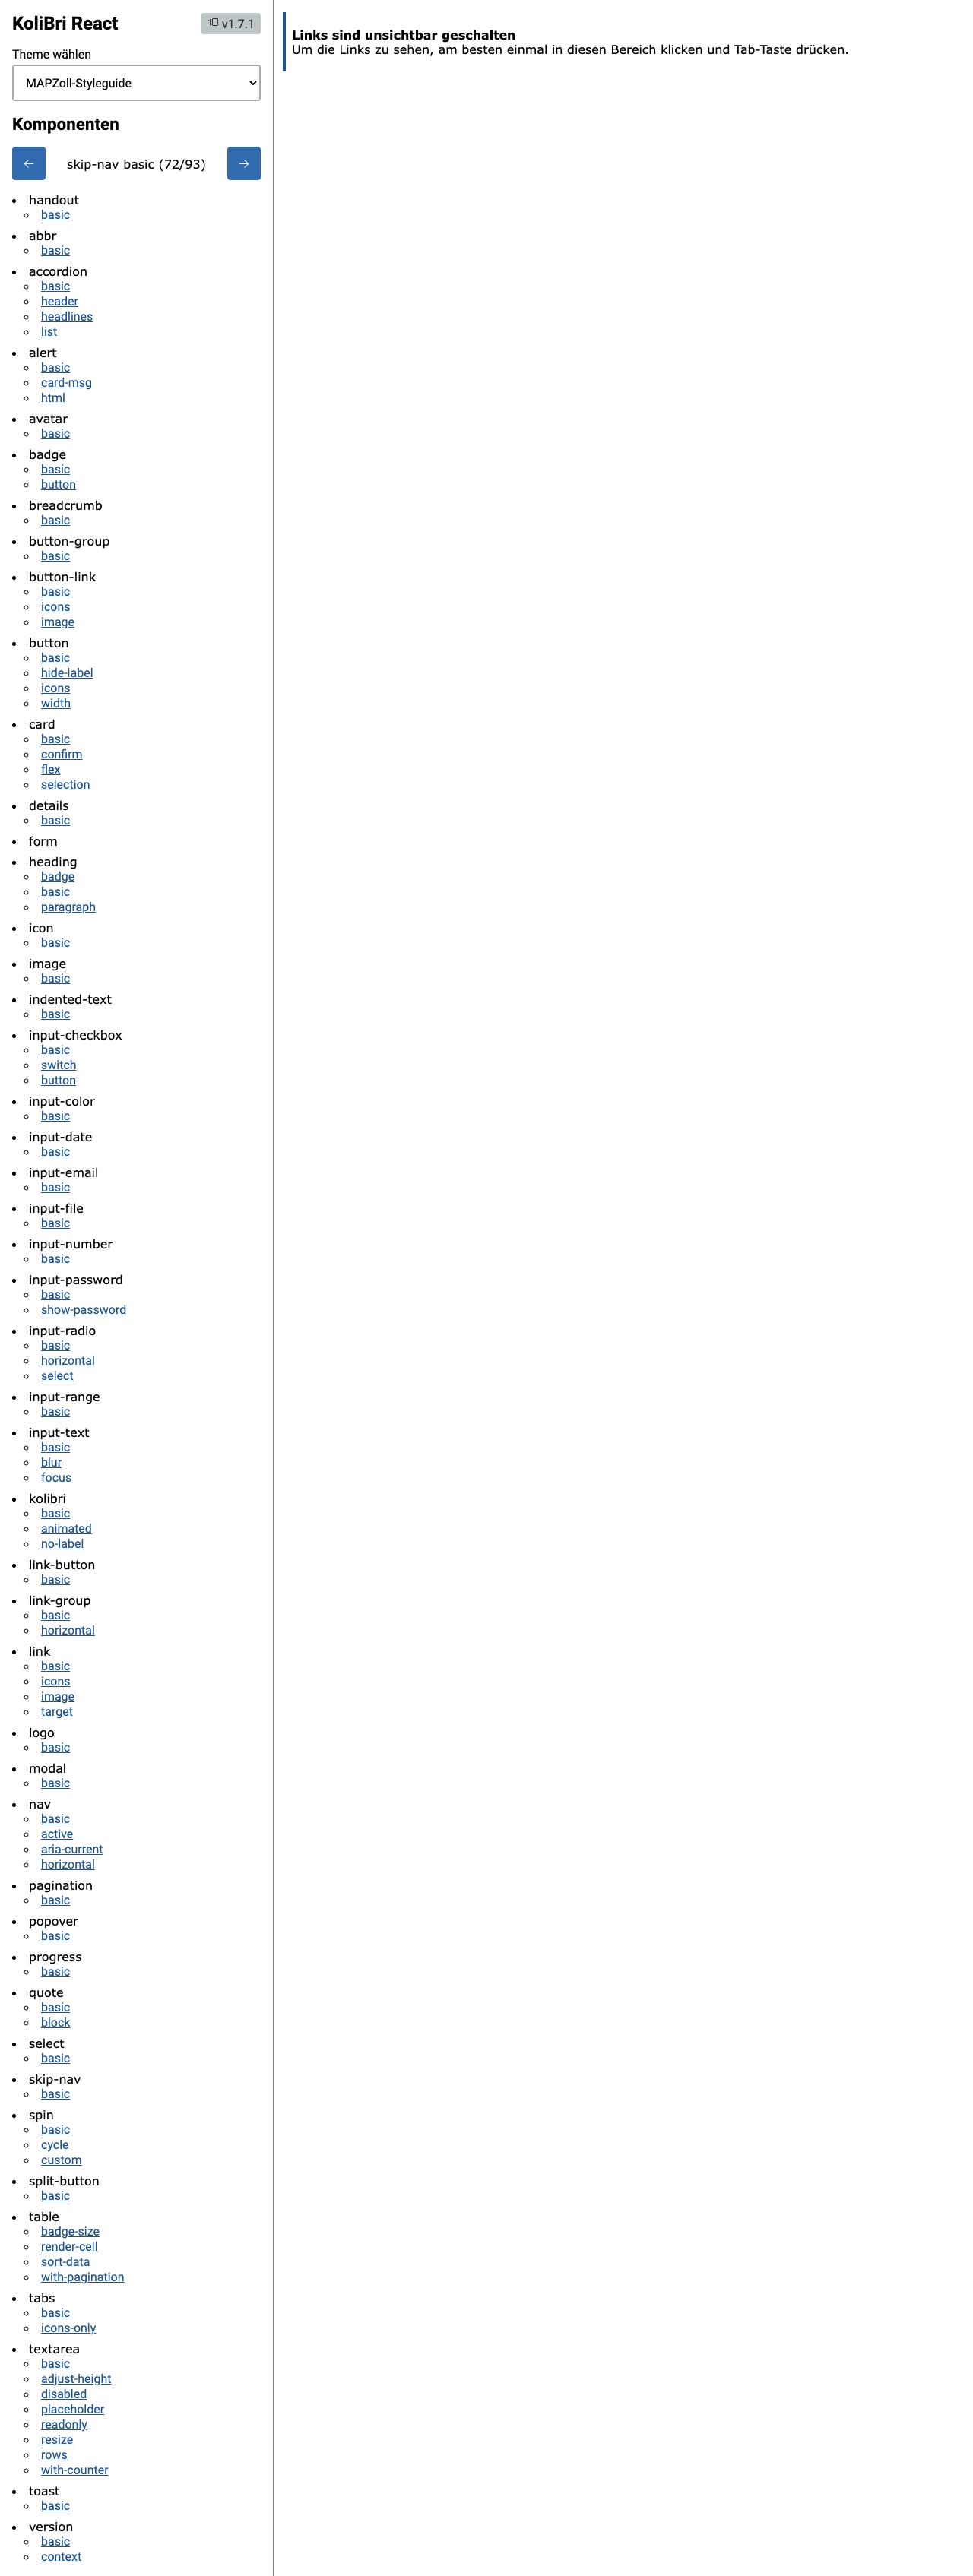 KoliBri React
v1.7.1
Theme wählen
MAPZoll-Styleguide
Komponenten
← skip-nav basic (72/93) →
handout
basic
abbr
basic
accordion
basic
header
headlines
list
alert
basic
card-msg
html
avatar
basic
badge
basic
button
breadcrumb
basic
button-group
basic
button-link
basic
icons
image
button
basic
hide-label
icons
width
card
basic
confirm
flex
selection
details
basic
form
heading
badge
basic
paragraph
icon
basic
image
basic
indented-text
basic
input-checkbox
basic
switch
button
input-color
basic
input-date
basic
input-email
basic
input-file
basic
input-number
basic
input-password
basic
show-password
input-radio
basic
horizontal
select
input-range
basic
input-text
basic
blur
focus
kolibri
basic
animated
no-label
link-button
basic
link-group
basic
horizontal
link
basic
icons
image
target
logo
basic
modal
basic
nav
basic
active
aria-current
horizontal
pagination
basic
popover
basic
progress
basic
quote
basic
block
select
basic
skip-nav
basic
spin
basic
cycle
custom
split-button
basic
table
badge-size
render-cell
sort-data
with-pagination
tabs
basic
icons-only
textarea
basic
adjust-height
disabled
placeholder
readonly
resize
rows
with-counter
toast
basic
version
basic
context
Links sind unsichtbar geschalten
Um die Links zu sehen, am besten einmal in diesen Bereich klicken und Tab-Taste drücken.